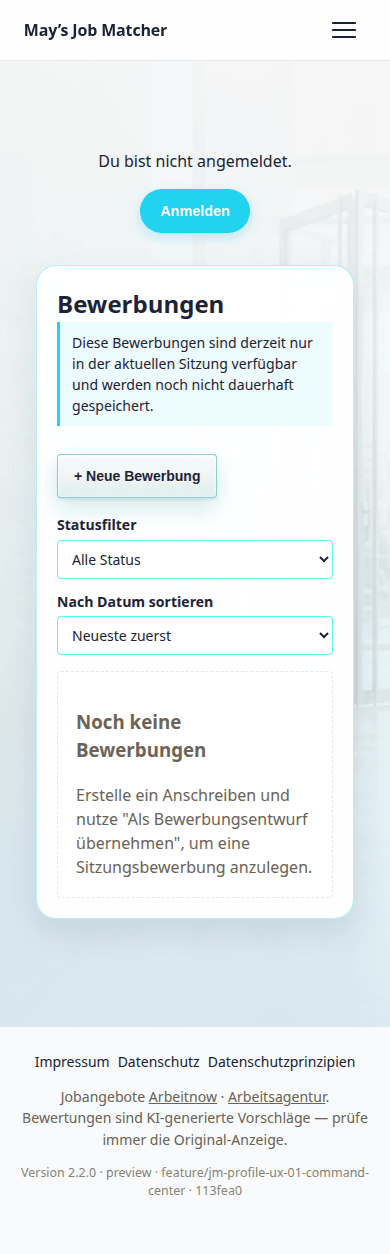 May’s Job Matcher
Du bist nicht angemeldet.
Anmelden
Bewerbungen
Diese Bewerbungen sind derzeit nur
in der aktuellen Sitzung verfügbar
und werden noch nicht dauerhaft
gespeichert.
+ Neue Bewerbung
Statusfilter
Alle Status
Nach Datum sortieren
Neueste zuerst
Noch keine
Bewerbungen
Erstelle ein Anschreiben und
nutze "Als Bewerbungsentwurf
übernehmen", um eine
Sitzungsbewerbung anzulegen.
Impressum Datenschutz Datenschutzprinzipien
Jobangebote Arbeitnow · Arbeitsagentur.
Bewertungen sind KI-generierte Vorschläge — prüfe
immer die Original-Anzeige.
Version 2.2.0 · preview · feature/jm-profile-ux-01-command-
center · 113fea0